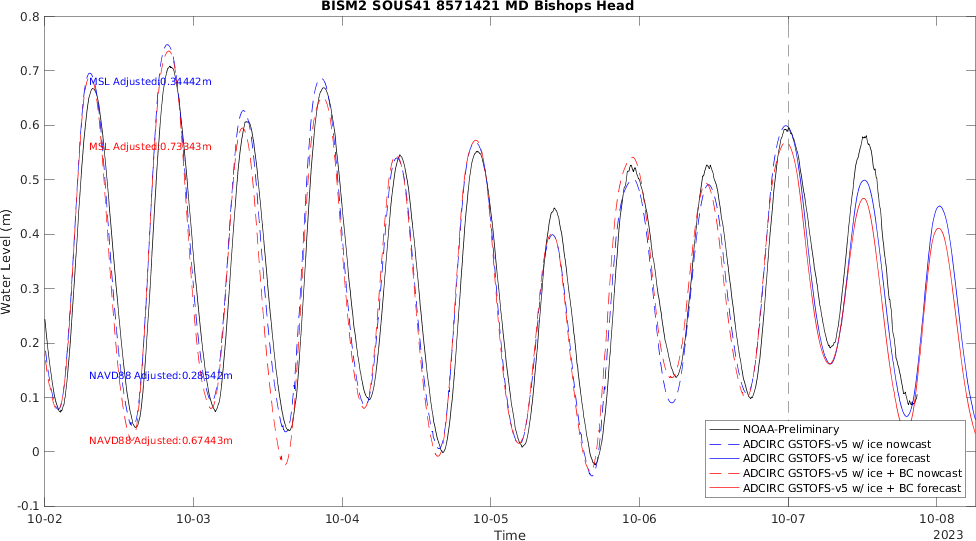 BISM2 SOUS41 8571421 MD Bishops Head
0.8
0.7
0.6
0.5
0.4
0.3
0.2
0.1
0
-0.1
Water Level (m)
MSL Adjusted:0.34442m
MSL Adjusted:0.73343m
NAVD88 Adjusted:0.28542m
NAVD88 Adjusted:0.67443m
NOAA-Preliminary
ADCIRC GSTOFS-v5 w/ ice nowcast
ADCIRC GSTOFS-v5 w/ ice forecast
ADCIRC GSTOFS-v5 w/ ice + BC nowcast
ADCIRC GSTOFS-v5 w/ ice + BC forecast
10-02 10-03 10-04 10-05 10-06 10-07 10-08
Time
2023